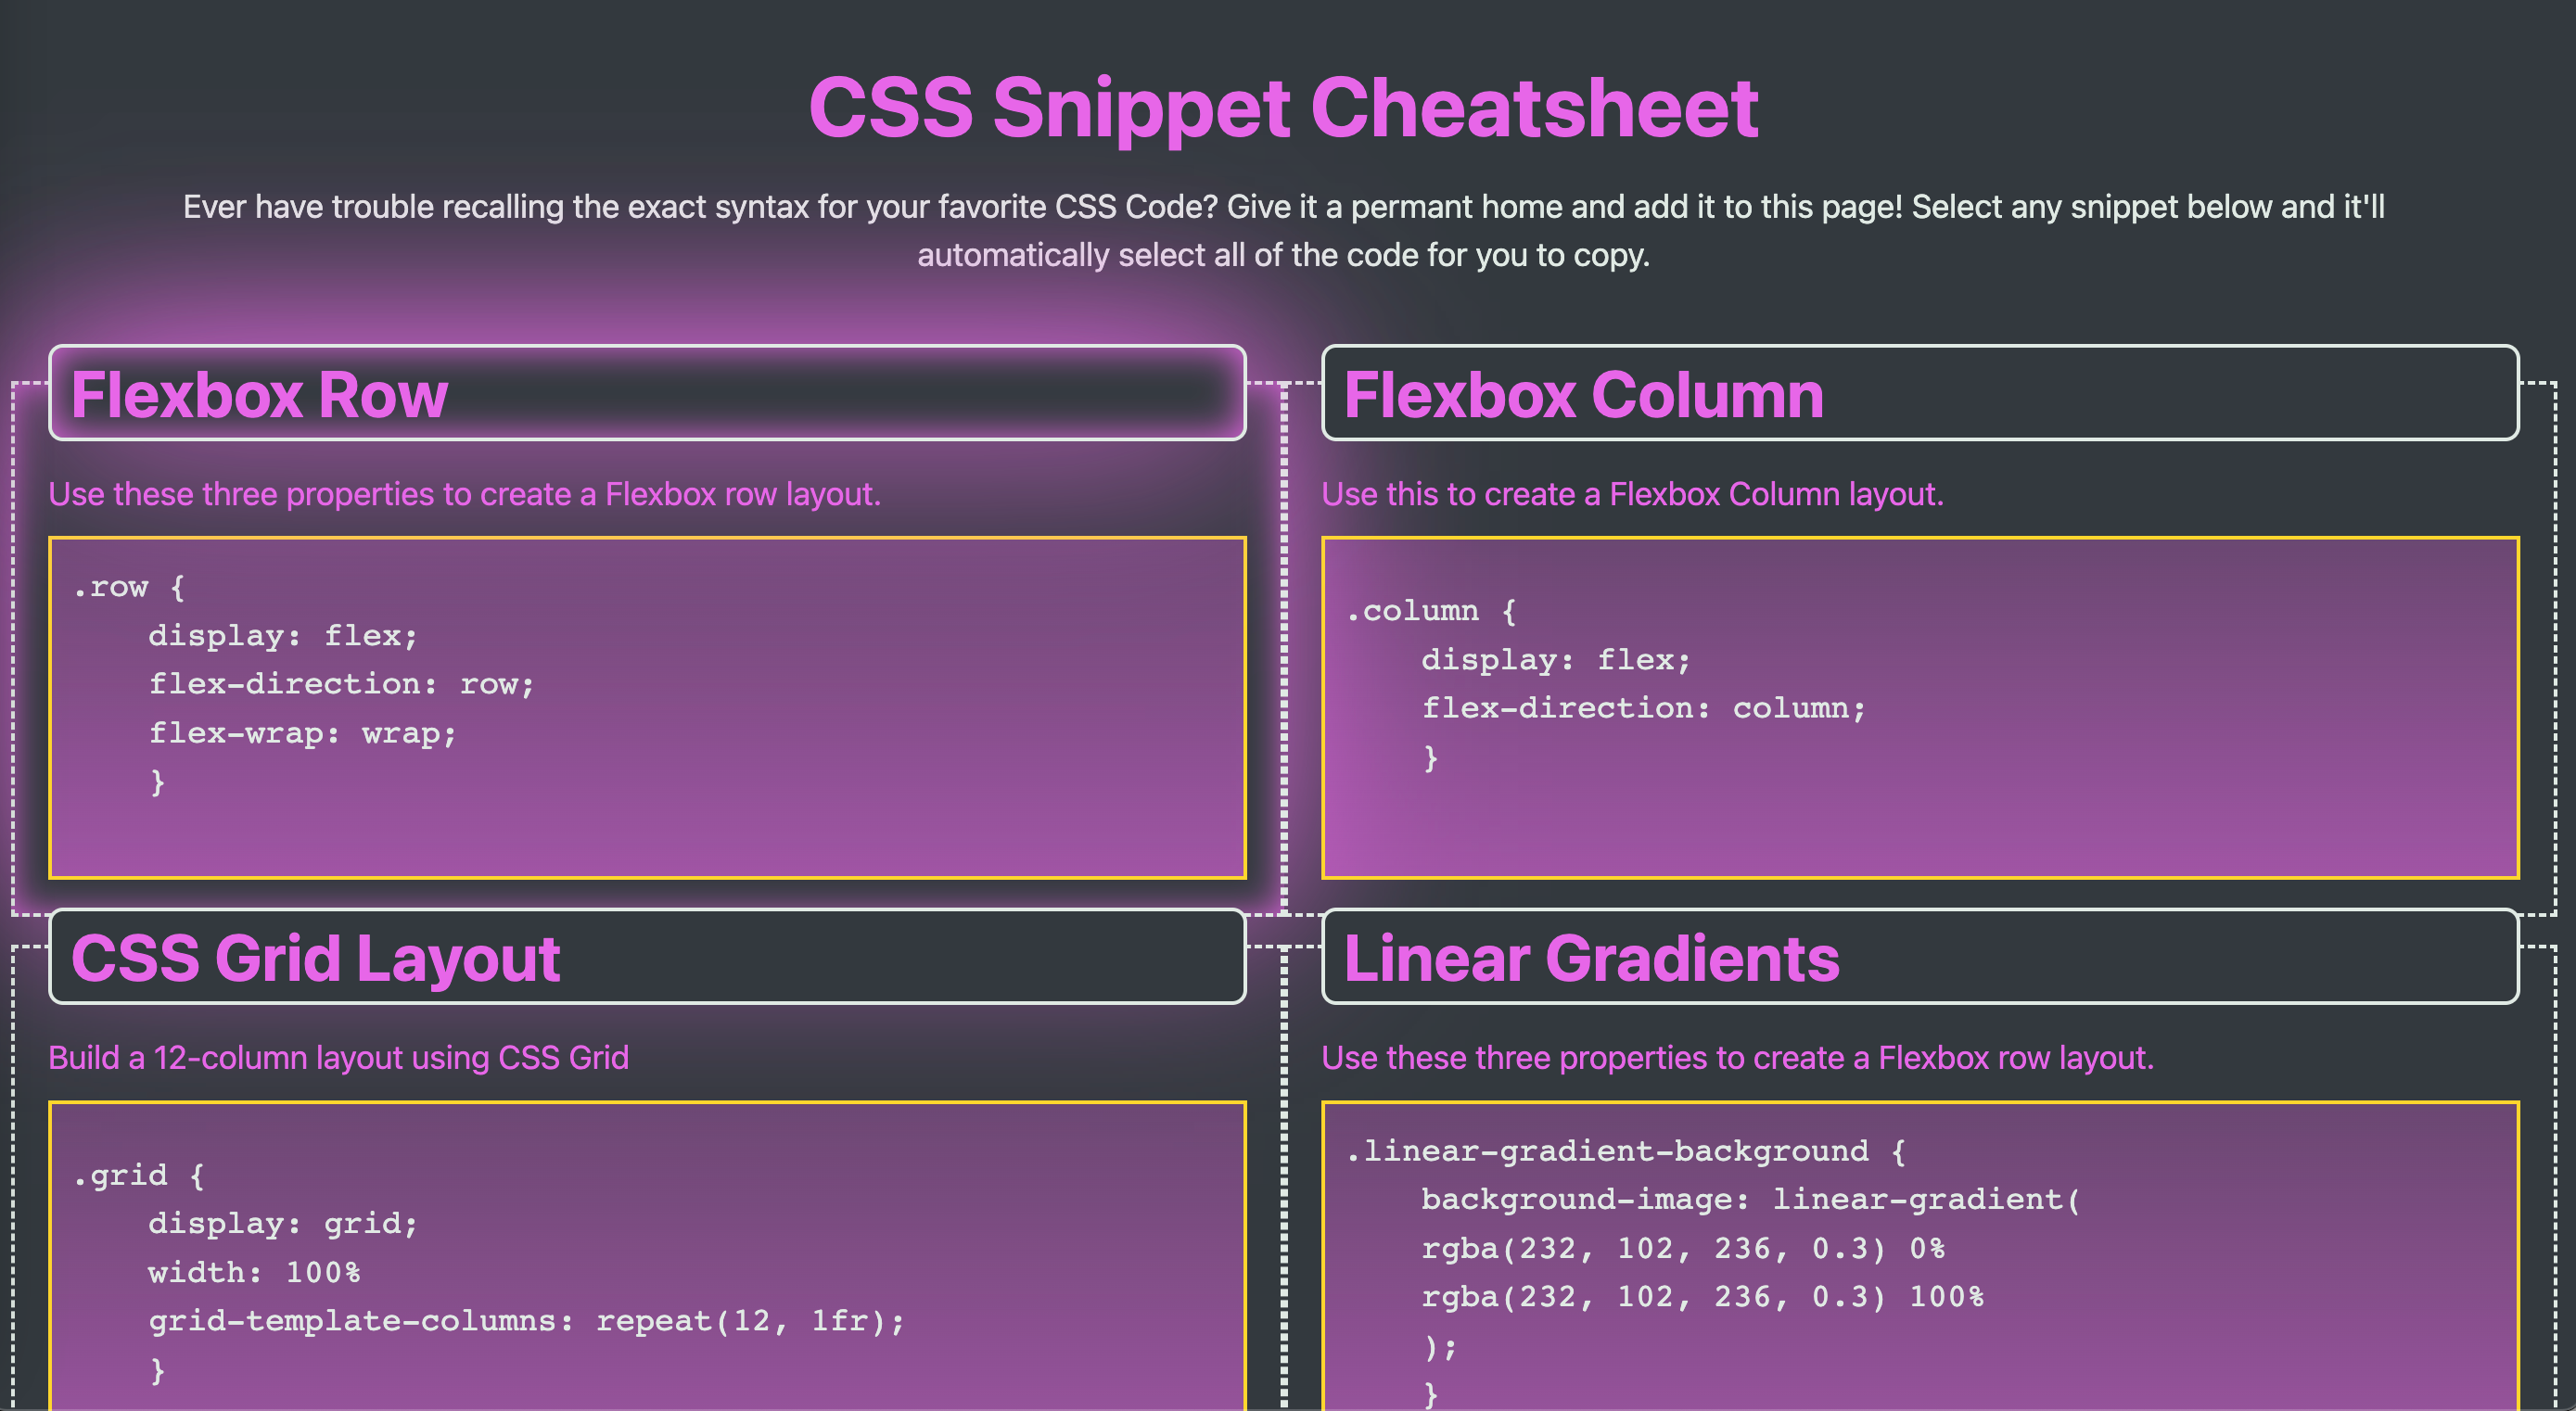 CSS Snippet Cheatsheet
Ever have trouble recalling the exact syntax for your favorite CSS Code? Give it a permant home and add it to this page! Select any snippet below and it'll
automatically select all of the code for you to copy.
Flexbox Row
Use these three properties to create a Flexbox row layout.
.row {
    display: flex;
    flex-direction: row;
    flex-wrap: wrap;
    }
Flexbox Column
Use this to create a Flexbox Column layout.
.column {
    display: flex;
    flex-direction: column;
    }
CSS Grid Layout
Build a 12-column layout using CSS Grid
.grid {
    display: grid;
    width: 100%
    grid-template-columns: repeat(12, 1fr);
    }
Linear Gradients
Use these three properties to create a Flexbox row layout.
.linear-gradient-background {
    background-image: linear-gradient(
    rgba(232, 102, 236, 0.3) 0%
    rgba(232, 102, 236, 0.3) 100%
    );
    }